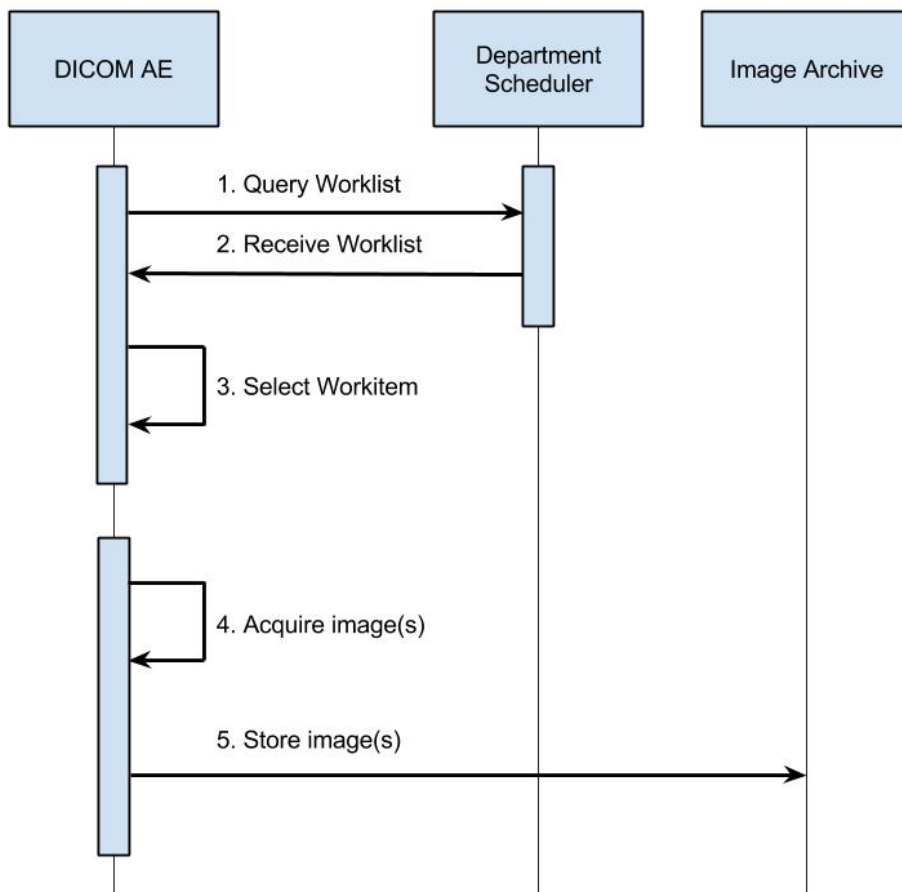 DICOM AE
Department
Scheduler
Image Archive
1. Query Worklist
2. Receive Worklist
3. Select Workitem
4. Acquire image(s)
5. Store image(s)